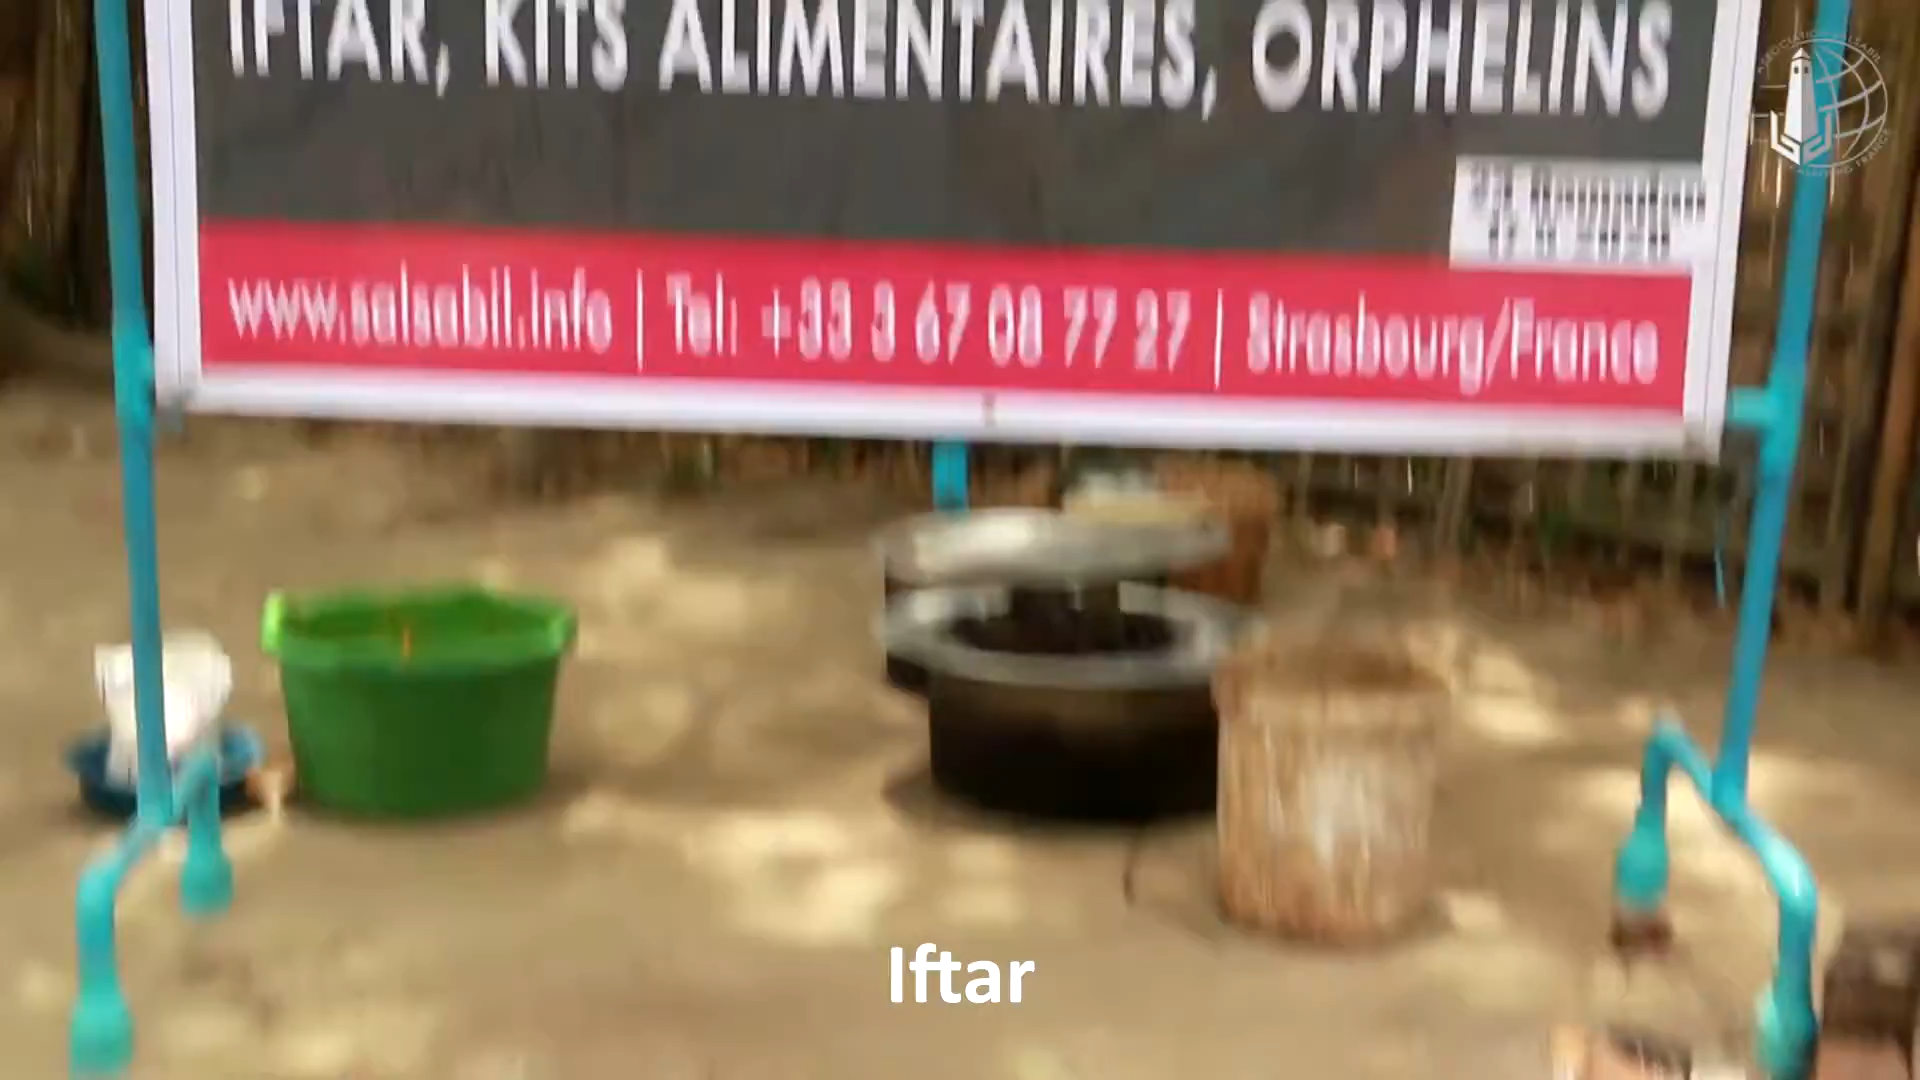 IFTAR, KITS ALIMENTAIRES, ORPHELINS
www.salsabil.info | Tel: +33 3 67 08 77 27 | Strasbourg/France
Iftar